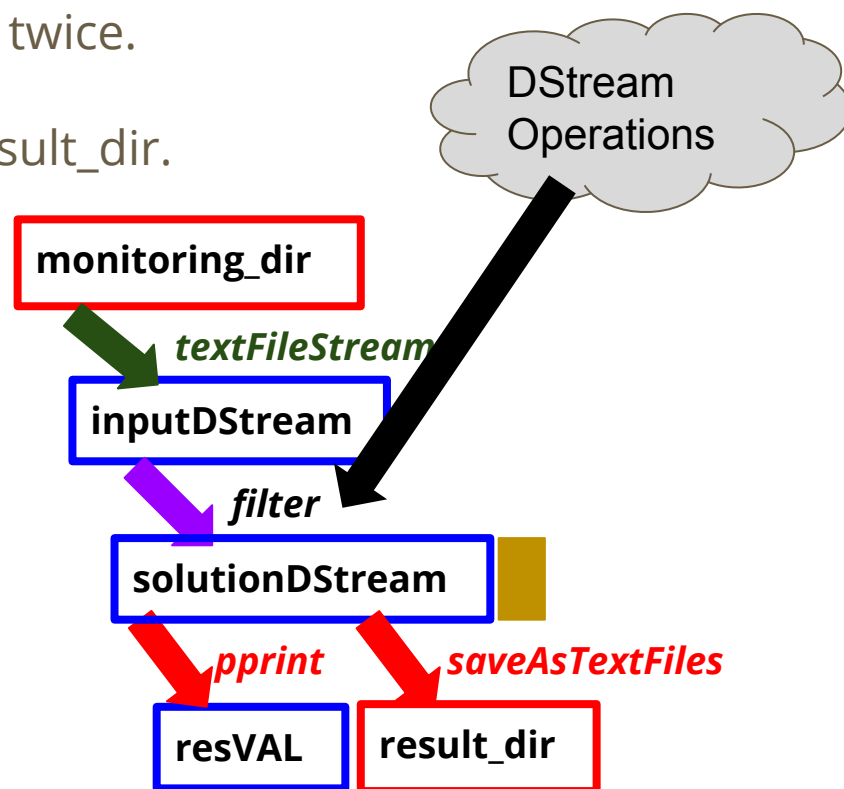 twice.
DStream
Operations
sult_dir.
monitoring_dir
textFileStream
inputDStream
filter
solutionDStream
pprint
saveAsTextFiles
resVAL
result_dir